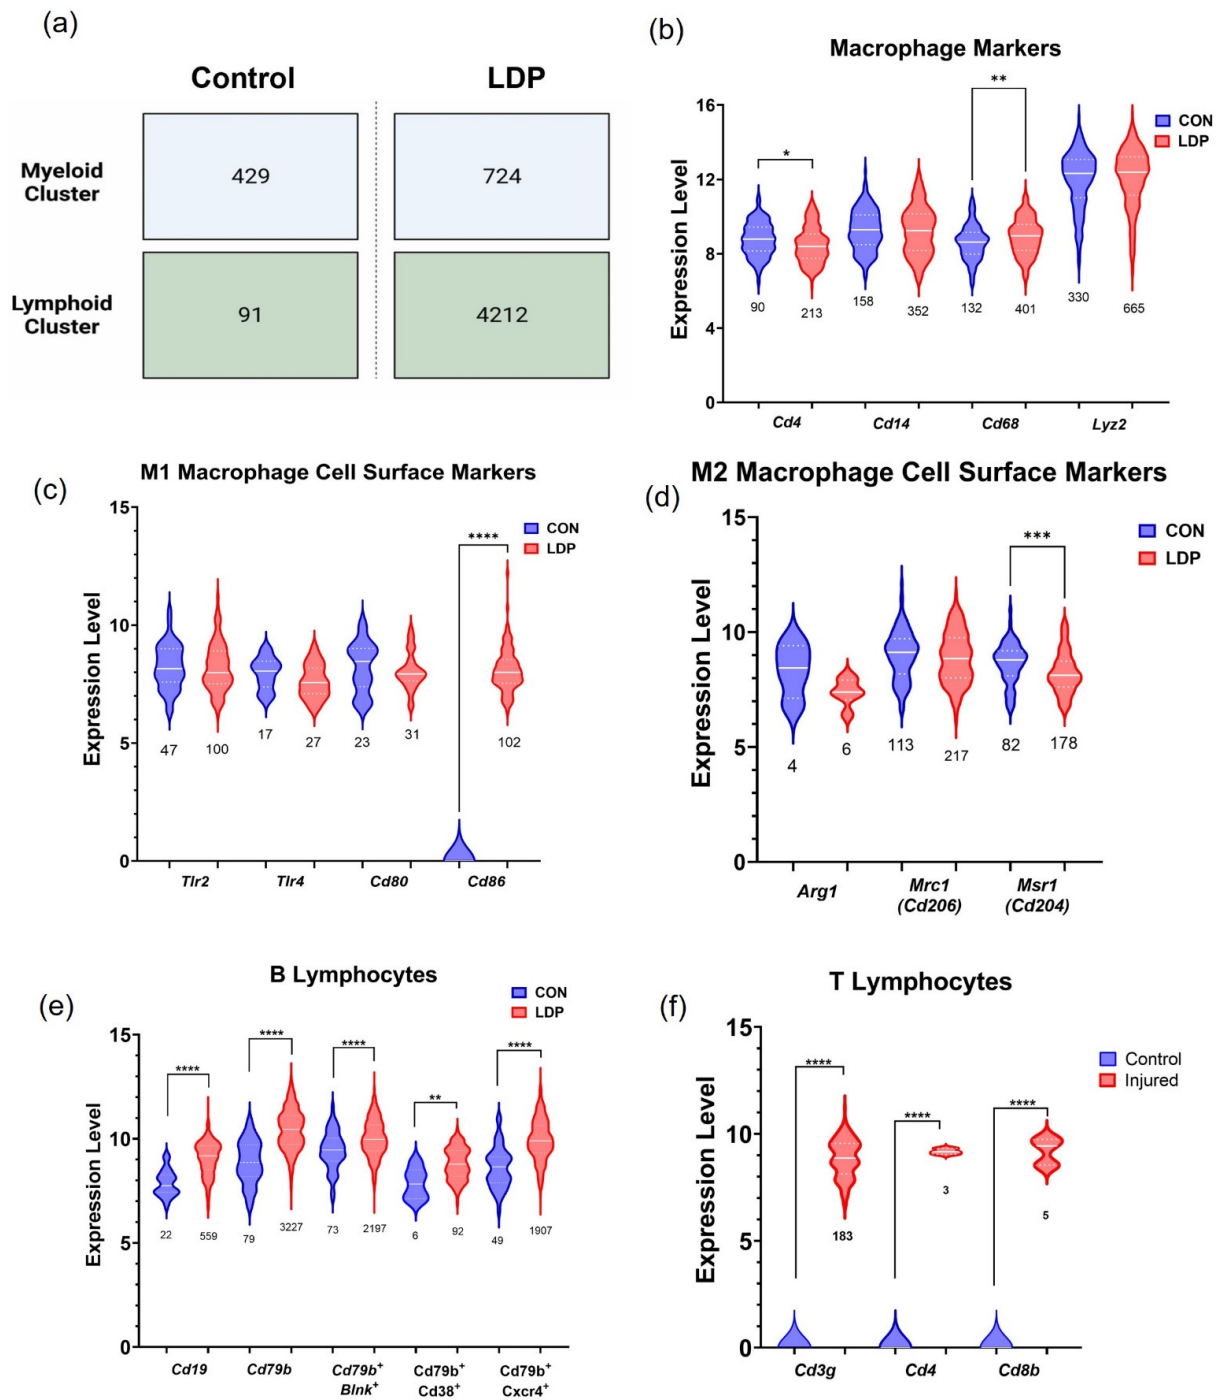 (a)
Control
LDP
Myeloid
Cluster
429
724
Lymphoid
Cluster
91
4212
(b)
Macrophage Markers
CON
LDP
Expression Level
16
12
8
4
0
*
**
90
213
158
352
132
401
330
665
Cd4
Cd14
Cd68
Lyz2
(c)
M1 Macrophage Cell Surface Markers
CON
LDP
Expression Level
15
10
5
0
****
47
100
17
27
23
31
102
Tlr2
Tlr4
Cd80
Cd86
(d)
M2 Macrophage Cell Surface Markers
CON
LDP
Expression Level
15
10
5
0
***
4
6
113
217
82
178
Arg1
Mrc1
(Cd206)
Msr1
(Cd204)
(e)
B Lymphocytes
CON
LDP
Expression Level
15
10
5
0
****
****
****
**
****
22
559
79
3227
73
2197
6
92
49
1907
Cd19
Cd79b
Cd79b⁺
Blnk⁺
Cd79b⁺
Cd38⁺
Cd79b⁺
Cxcr4⁺
(f)
T Lymphocytes
Control
Injured
Expression Level
15
10
5
0
****
****
****
183
3
5
Cd3g
Cd4
Cd8b